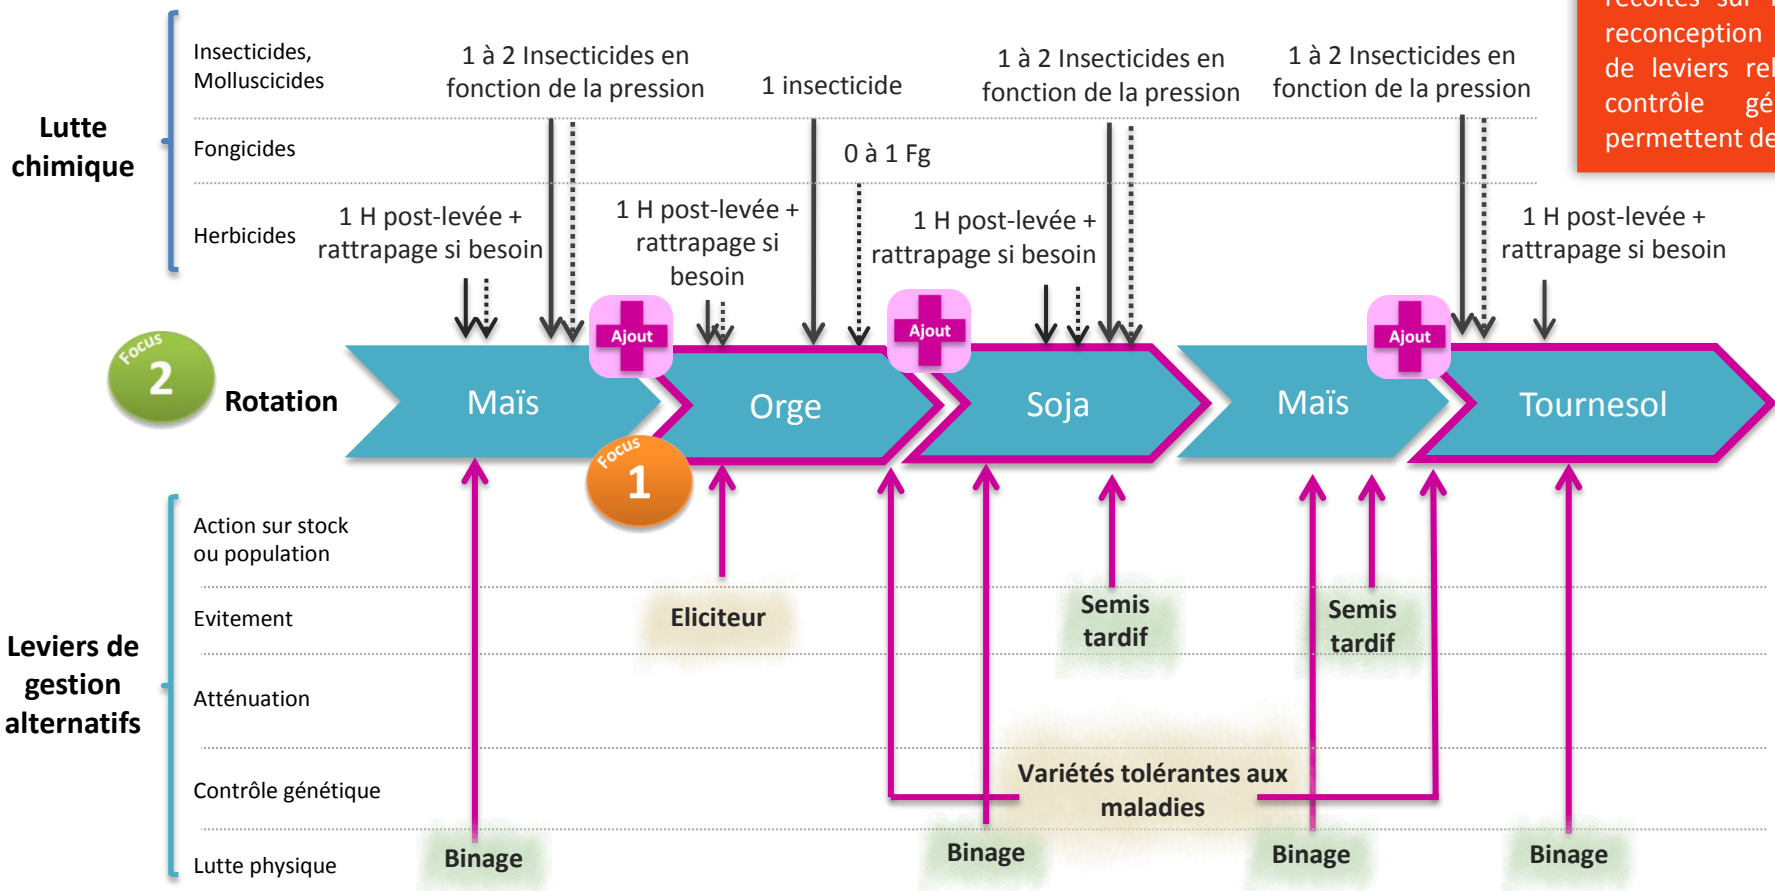 récoltés sur
reconception
de leviers
contrôle
permettent de
Insecticides,
Molluscicides
1 à 2 Insecticides en
fonction de la pression
1 insecticide
1 à 2 Insecticides en
fonction de la pression
1 à 2 Insecticides en
fonction de la pression
Lutte
chimique
Fongicides
0 à 1 Fg
Herbicides
1 H post-levée +
rattrapage si besoin
1 H post-levée +
rattrapage si
besoin
1 H post-levée +
rattrapage si besoin
1 H post-levée +
rattrapage si besoin
Ajout
Ajout
Ajout
Focus
2
Rotation
Maïs
Orge
Soja
Maïs
Tournesol
Focus
1
Leviers de
gestion
alternatifs
Action sur stock
ou population
Evitement
Eliciteur
Semis
tardif
Semis
tardif
Atténuation
Contrôle génétique
Variétés tolérantes aux
maladies
Lutte physique
Binage
Binage
Binage
Binage